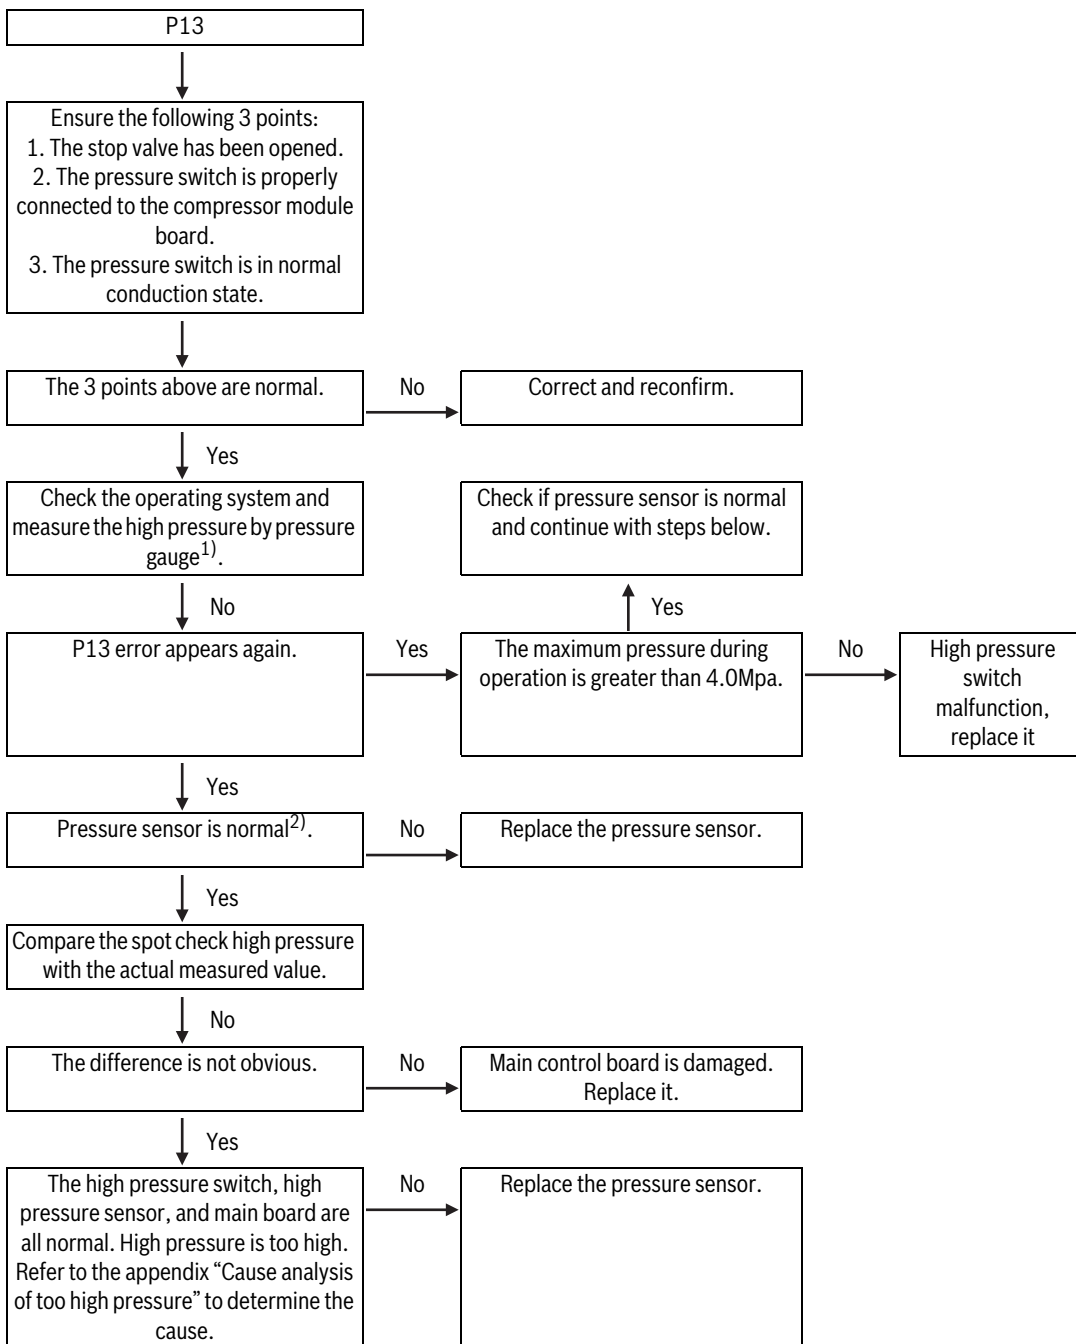 P13
Ensure the following 3 points:
1. The stop valve has been opened.
2. The pressure switch is properly
connected to the compressor module
board.
3. The pressure switch is in normal
conduction state.
The 3 points above are normal.
No
Correct and reconfirm.
Yes
Check the operating system and
measure the high pressure by pressure
gauge1).
Check if pressure sensor is normal
and continue with steps below.
No
Yes
P13 error appears again.
Yes
The maximum pressure during
operation is greater than 4.0Mpa.
No
High pressure
switch
malfunction,
replace it
Yes
Pressure sensor is normal2).
No
Replace the pressure sensor.
Yes
Compare the spot check high pressure
with the actual measured value.
No
The difference is not obvious.
No
Main control board is damaged.
Replace it.
Yes
The high pressure switch, high
pressure sensor, and main board are
all normal. High pressure is too high.
Refer to the appendix “Cause analysis
of too high pressure” to determine the
cause.
No
Replace the pressure sensor.